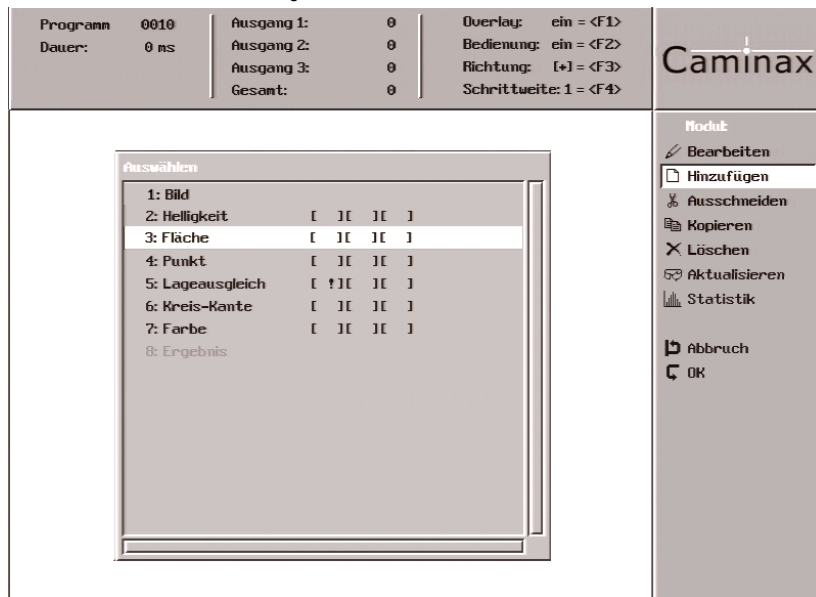 Programm 0010
Dauer: 0 ms
Ausgang 1: 0
Ausgang 2: 0
Ausgang 3: 0
Gesamt: 0
Overlay: ein = <F1>
Bedienung: ein = <F2>
Richtung: [+] = <F3>
Schrittweite: 1 = <F4>
Caminax
Auswählen
1: Bild
2: Helligkeit [ ][ ][ ]
3: Fläche [ ][ ][ ]
4: Punkt [ ][ ][ ]
5: Lageausgleich [ !][ ][ ]
6: Kreis-Kante [ ][ ][ ]
7: Farbe [ ][ ][ ]
8: Ergebnis
Modul:
Bearbeiten
Hinzufügen
Ausschneiden
Kopieren
Löschen
Aktualisieren
Statistik
Abbruch
OK